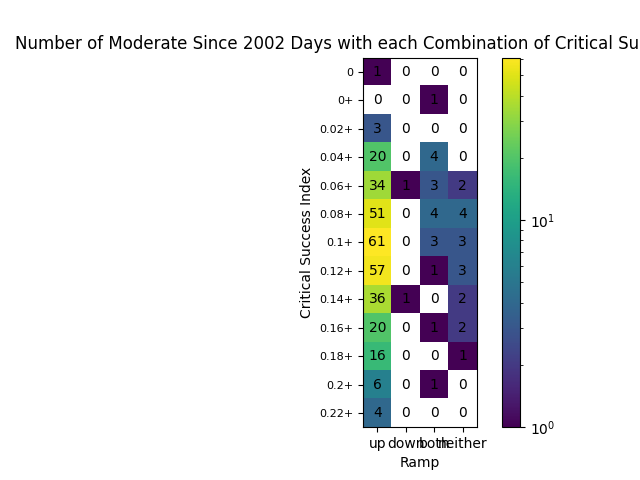 Number of Moderate Since 2002 Days with each Combination of Critical Su
Critical Success Index
0 1 0 0 0
0+ 0 0 1 0
0.02+ 3 0 0 0
0.04+ 20 0 4 0
0.06+ 34 1 3 2
0.08+ 51 0 4 4
0.1+ 61 0 3 3
0.12+ 57 0 1 3
0.14+ 36 1 0 2
0.16+ 20 0 1 2
0.18+ 16 0 0 1
0.2+ 6 0 1 0
0.22+ 4 0 0 0
up down both neither
Ramp
10¹
10⁰